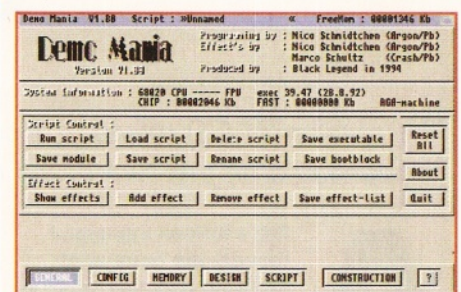 Demo Mania V1.00 Script : »Unnamed « FreeMem : 00001346 Kb
Demo Mania
Version V1.00
Programming by : Nico Schmidtchen (Argon/Pb)
Effect's by : Nico Schmidtchen (Argon/Pb)
Marco Schultz (Crash/Pb)
Produced by : Black Legend in 1994
System Information : 68020 CPU ----- FPU exec 39.47 (28.8.92)
CHIP : 00002046 Kb FAST : 00000000 Kb AGA-machine
Script Control :
Run script Load script Delete script Save executable
Save module Save script Rename script Save bootblock
Reset
All
About
Effect Control :
Show effects Add effect Remove effect Save effect-list Quit
GENERAL CONFIG MEMORY DESIGN SCRIPT CONSTRUCTION ?